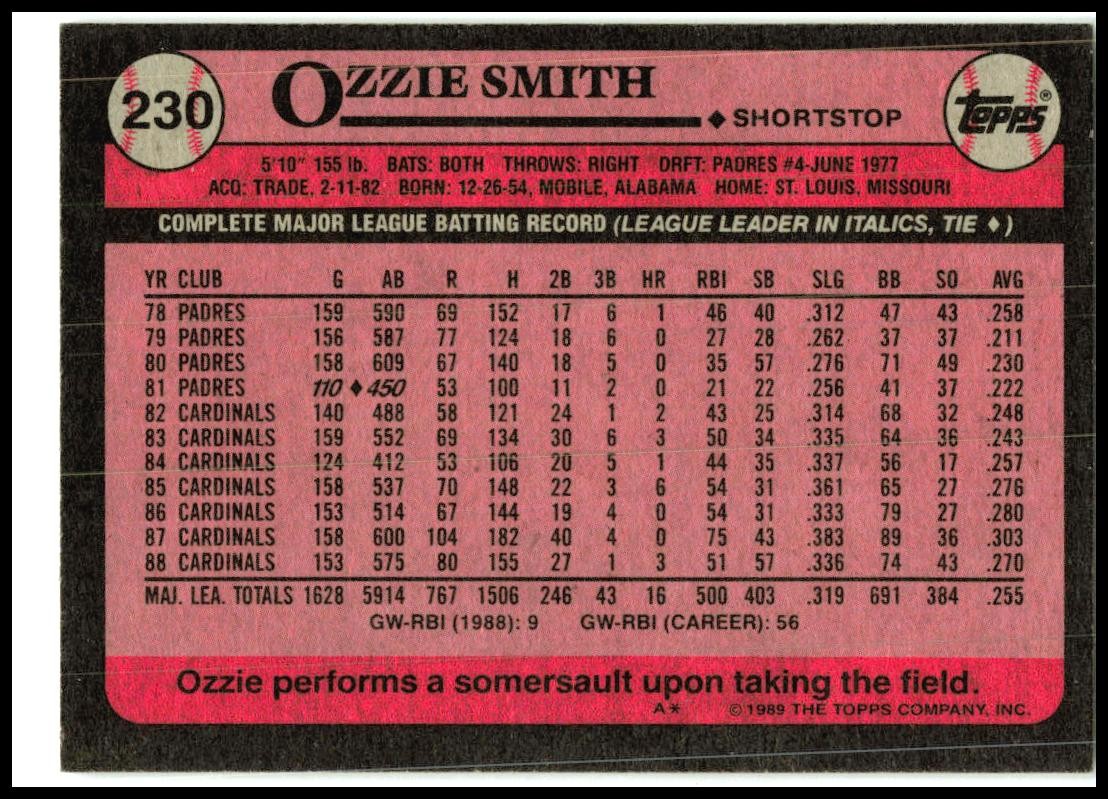 230
OZZIE SMITH
♦ SHORTSTOP
TOPPS®
5'10" 155 lb. BATS: BOTH THROWS: RIGHT DRFT: PADRES #4-JUNE 1977
ACQ: TRADE, 2-11-82 BORN: 12-26-54, MOBILE, ALABAMA HOME: ST. LOUIS, MISSOURI
COMPLETE MAJOR LEAGUE BATTING RECORD (LEAGUE LEADER IN ITALICS, TIE ♦)
YR CLUB G AB R H 2B 3B HR RBI SB SLG BB SO AVG
78 PADRES 159 590 69 152 17 6 1 46 40 .312 47 43 .258
79 PADRES 156 587 77 124 18 6 0 27 28 .262 37 37 .211
80 PADRES 158 609 67 140 18 5 0 35 57 .276 71 49 .230
81 PADRES 110 ♦ 450 53 100 11 2 0 21 22 .256 41 37 .222
82 CARDINALS 140 488 58 121 24 1 2 43 25 .314 68 32 .248
83 CARDINALS 159 552 69 134 30 6 3 50 34 .335 64 36 .243
84 CARDINALS 124 412 53 106 20 5 1 44 35 .337 56 17 .257
85 CARDINALS 158 537 70 148 22 3 6 54 31 .361 65 27 .276
86 CARDINALS 153 514 67 144 19 4 0 54 31 .333 79 27 .280
87 CARDINALS 158 600 104 182 40 4 0 75 43 .383 89 36 .303
88 CARDINALS 153 575 80 155 27 1 3 51 57 .336 74 43 .270
MAJ. LEA. TOTALS 1628 5914 767 1506 246 43 16 500 403 .319 691 384 .255
GW-RBI (1988): 9 GW-RBI (CAREER): 56
Ozzie performs a somersault upon taking the field.
A* © 1989 THE TOPPS COMPANY, INC.